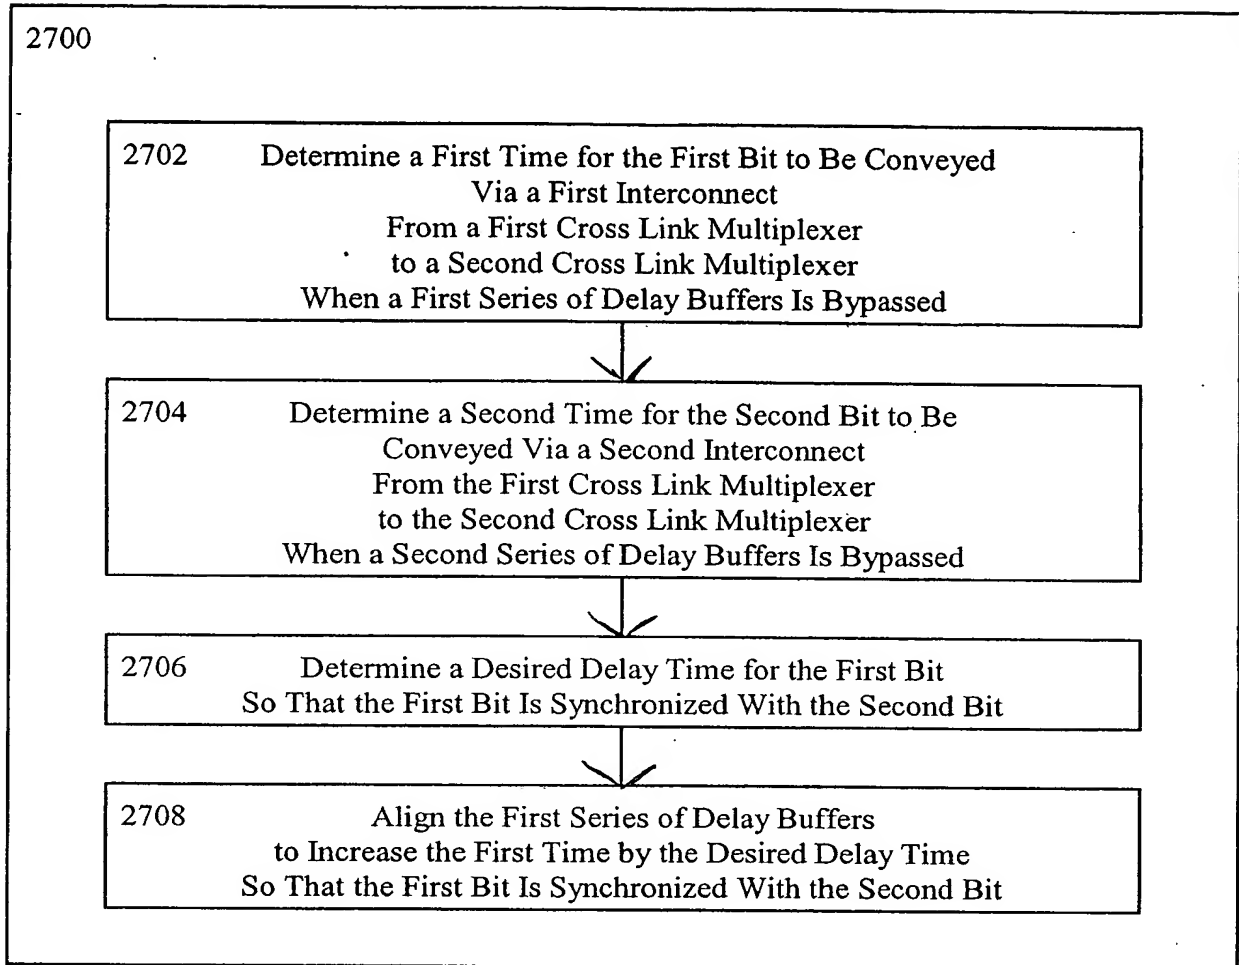 2700
2702 Determine a First Time for the First Bit to Be Conveyed
Via a First Interconnect
From a First Cross Link Multiplexer
to a Second Cross Link Multiplexer
When a First Series of Delay Buffers Is Bypassed
2704 Determine a Second Time for the Second Bit to Be
Conveyed Via a Second Interconnect
From the First Cross Link Multiplexer
to the Second Cross Link Multiplexer
When a Second Series of Delay Buffers Is Bypassed
2706 Determine a Desired Delay Time for the First Bit
So That the First Bit Is Synchronized With the Second Bit
2708 Align the First Series of Delay Buffers
to Increase the First Time by the Desired Delay Time
So That the First Bit Is Synchronized With the Second Bit